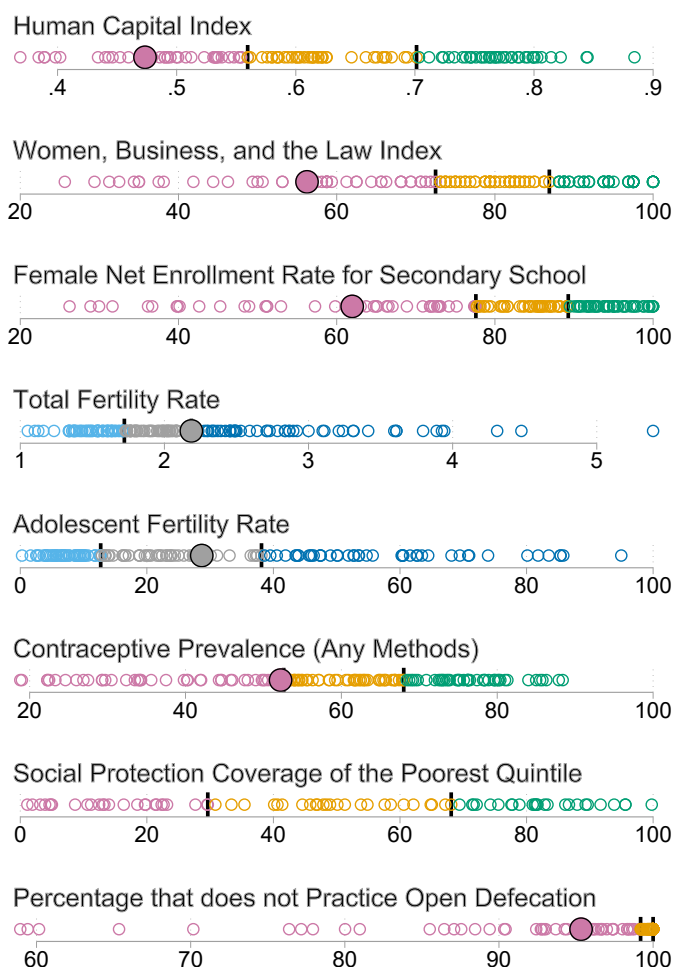 Human Capital Index
.4 .5 .6 .7 .8 .9
Women, Business, and the Law Index
20 40 60 80 100
Female Net Enrollment Rate for Secondary School
20 40 60 80 100
Total Fertility Rate
1 2 3 4 5
Adolescent Fertility Rate
0 20 40 60 80 100
Contraceptive Prevalence (Any Methods)
20 40 60 80 100
Social Protection Coverage of the Poorest Quintile
0 20 40 60 80 100
Percentage that does not Practice Open Defecation
60 70 80 90 100